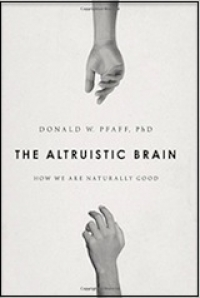 DONALD W. PFAFF, PhD
THE ALTRUISTIC BRAIN
HOW WE ARE NATURALLY GOOD